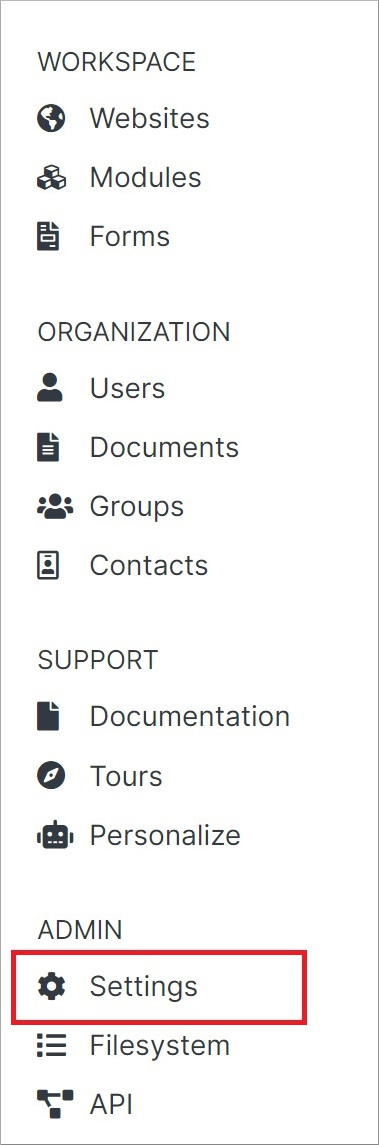 WORKSPACE
Websites
Modules
Forms
ORGANIZATION
Users
Documents
Groups
Contacts
SUPPORT
Documentation
Tours
Personalize
ADMIN
Settings
Filesystem
API